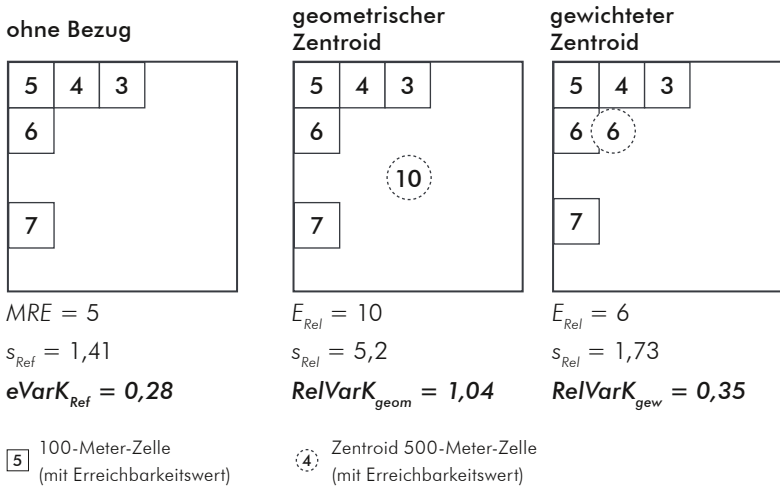 ohne Bezug
5 4 3
6
7
MRE = 5
s_Ref = 1,41
eVarK_Ref = 0,28
geometrischer
Zentroid
5 4 3
6
10
7
E_Rel = 10
s_Rel = 5,2
RelVarK_geom = 1,04
gewichteter
Zentroid
5 4 3
6 6
7
E_Rel = 6
s_Rel = 1,73
RelVarK_gew = 0,35
5 100-Meter-Zelle
(mit Erreichbarkeitswert)
4 Zentroid 500-Meter-Zelle
(mit Erreichbarkeitswert)